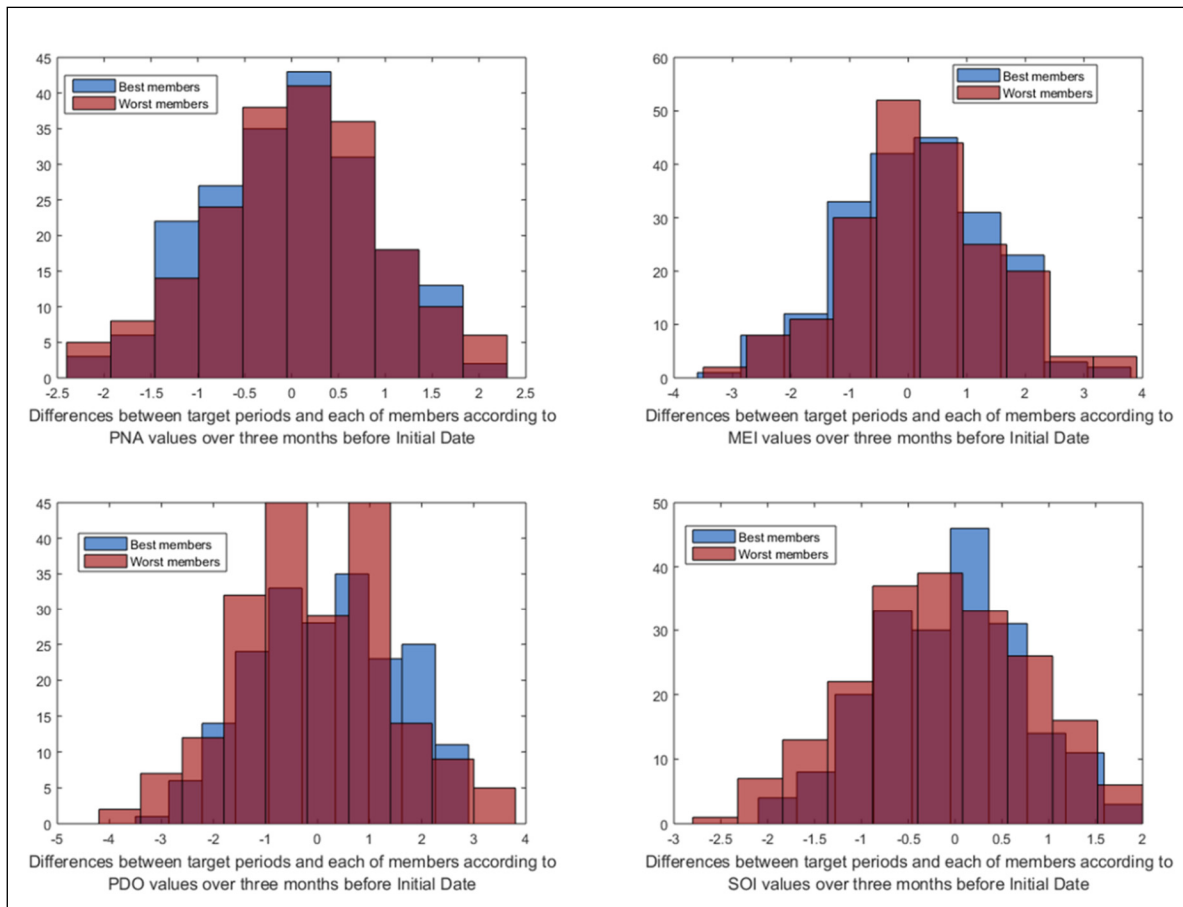 45
40
35
30
25
20
15
10
5
0
Best members
Worst members
-2.5 -2 -1.5 -1 -0.5 0 0.5 1 1.5 2 2.5
Differences between target periods and each of members according to
PNA values over three months before Initial Date
60
50
40
30
20
10
0
Best members
Worst members
-4 -3 -2 -1 0 1 2 3 4
Differences between target periods and each of members according to
MEI values over three months before Initial Date
45
40
35
30
25
20
15
10
5
0
Best members
Worst members
-5 -4 -3 -2 -1 0 1 2 3 4
Differences between target periods and each of members according to
PDO values over three months before Initial Date
50
40
30
20
10
0
Best members
Worst members
-3 -2.5 -2 -1.5 -1 -0.5 0 0.5 1 1.5 2
Differences between target periods and each of members according to
SOI values over three months before Initial Date